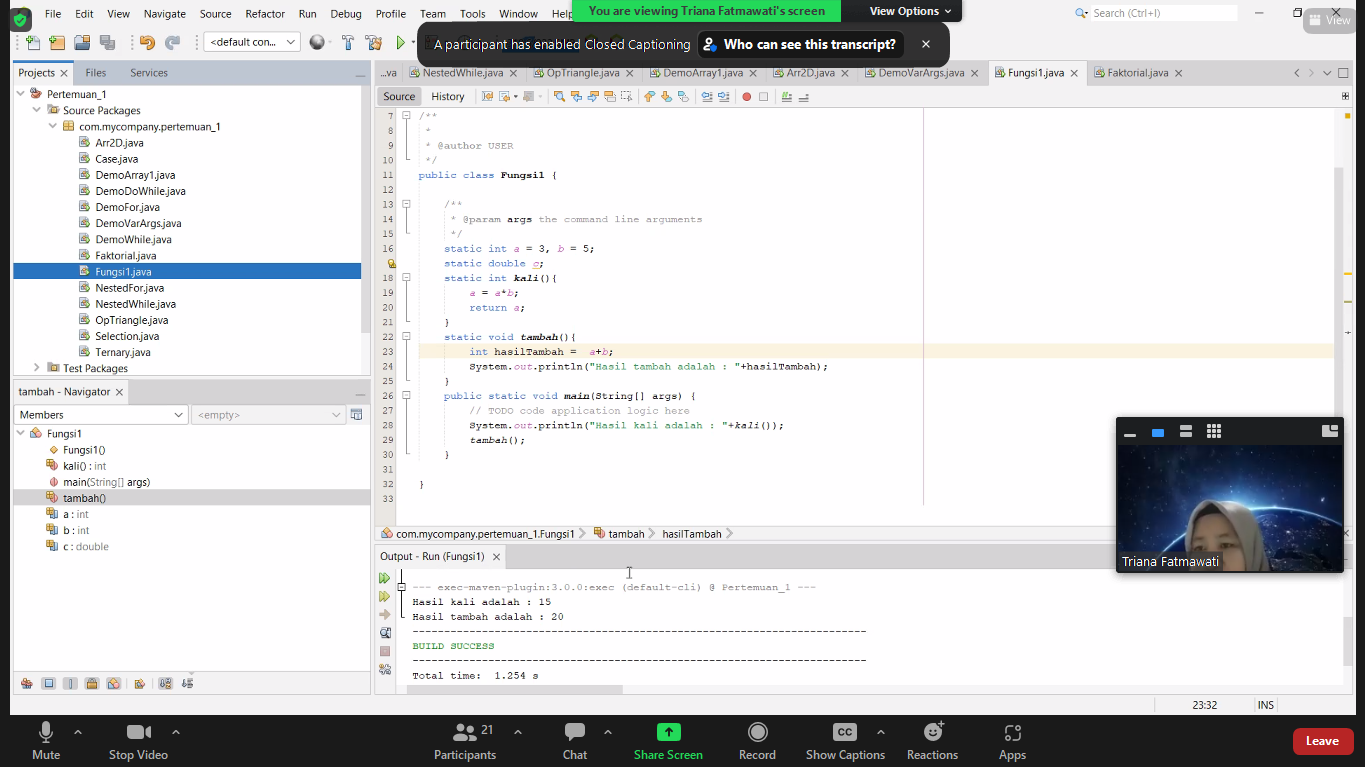 File Edit View Navigate Source Refactor Run Debug Profile Team Tools Window Help
You are viewing Triana Fatmawati's screen View Options
Search (Ctrl+I)
View
<default con...
A participant has enabled Closed Captioning Who can see this transcript?
Projects Files Services
...va NestedWhile.java OpTriangle.java DemoArray1.java Arr2D.java DemoVarArgs.java Fungsi1.java Faktorial.java
Source History
Pertemuan_1
Source Packages
com.mycompany.pertemuan_1
Arr2D.java
Case.java
DemoArray1.java
DemoDoWhile.java
DemoFor.java
DemoVarArgs.java
DemoWhile.java
Faktorial.java
Fungsi1.java
NestedFor.java
NestedWhile.java
OpTriangle.java
Selection.java
Ternary.java
Test Packages
tambah - Navigator
Members <empty>
Fungsi1
Fungsi1()
kali() : int
main(String[] args)
tambah()
a : int
b : int
c : double
7 /**
8 *
9 * @author USER
10 */
11 public class Fungsi1 {
12
13 /**
14 * @param args the command line arguments
15 */
16 static int a = 3, b = 5;
static double c;
18 static int kali(){
19 a = a*b;
20 return a;
21 }
22 static void tambah(){
23 int hasilTambah = a+b;
24 System.out.println("Hasil tambah adalah : "+hasilTambah);
25 }
26 public static void main(String[] args) {
27 // TODO code application logic here
28 System.out.println("Hasil kali adalah : "+kali());
29 tambah();
30 }
31
32 }
33
com.mycompany.pertemuan_1.Fungsi1 tambah hasilTambah
Output - Run (Fungsi1)
--- exec-maven-plugin:3.0.0:exec (default-cli) @ Pertemuan_1 ---
Hasil kali adalah : 15
Hasil tambah adalah : 20
------------------------------------------------------------------------
BUILD SUCCESS
------------------------------------------------------------------------
Total time: 1.254 s
Triana Fatmawati
23:32 INS
Mute Stop Video Participants 21 Chat Share Screen Record CC Show Captions Reactions Apps Leave